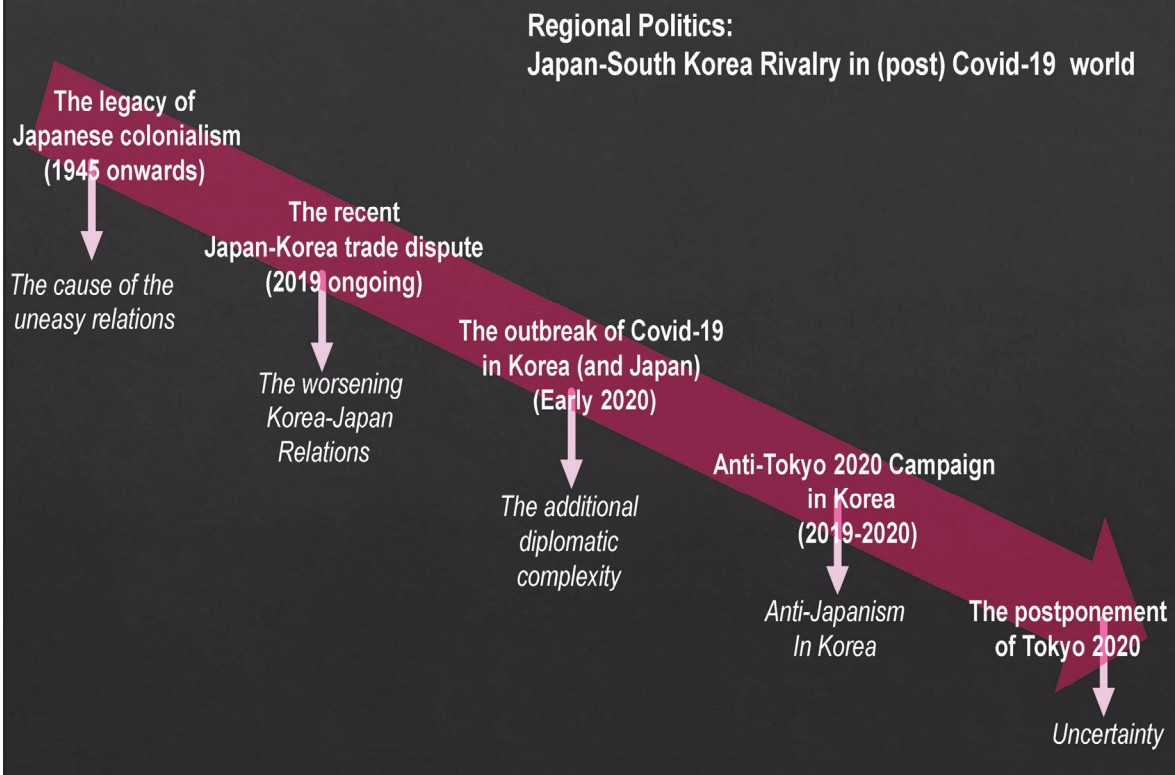 Regional Politics:
Japan-South Korea Rivalry in (post) Covid-19 world
The legacy of
Japanese colonialism
(1945 onwards)
The cause of the
uneasy relations
The recent
Japan-Korea trade dispute
(2019 ongoing)
The worsening
Korea-Japan
Relations
The outbreak of Covid-19
in Korea (and Japan)
(Early 2020)
The additional
diplomatic
complexity
Anti-Tokyo 2020 Campaign
in Korea
(2019-2020)
Anti-Japanism
In Korea
The postponement
of Tokyo 2020
Uncertainty